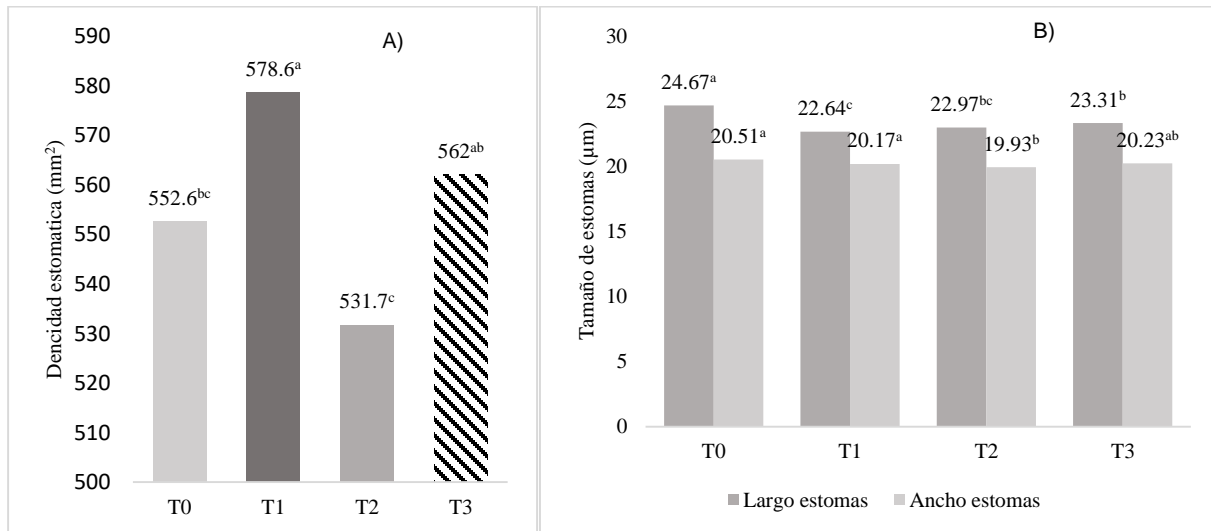 A)
Dencidad estomatica (mm²)
590
580
570
560
550
540
530
520
510
500
552.6ᵇᶜ
578.6ᵃ
531.7ᶜ
562ᵃᵇ
T0 T1 T2 T3
B)
Tamaño de estomas (µm)
30
25
20
15
10
5
0
24.67ᵃ
20.51ᵃ
22.64ᶜ
20.17ᵃ
22.97ᵇᶜ
19.93ᵇ
23.31ᵇ
20.23ᵃᵇ
T0 T1 T2 T3
Largo estomas Ancho estomas